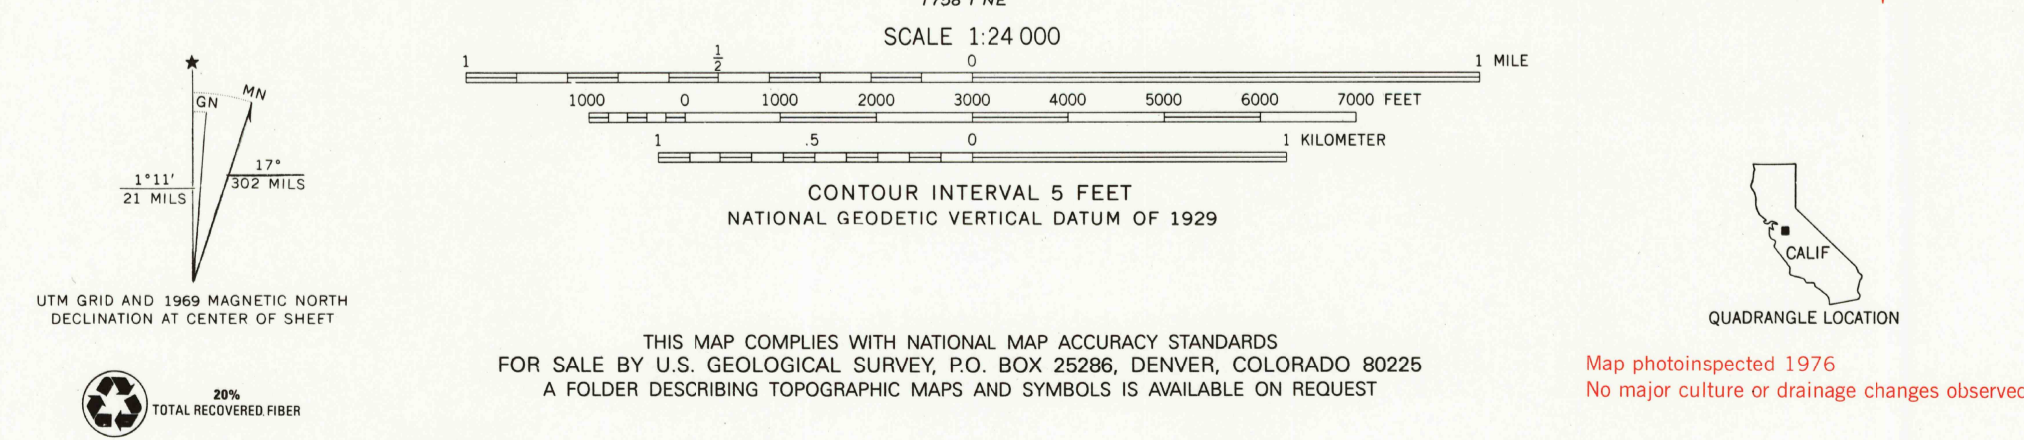 SCALE 1:24 000
1 1/2 0 1 MILE
1000 0 1000 2000 3000 4000 5000 6000 7000 FEET
1 .5 0 1 KILOMETER
CONTOUR INTERVAL 5 FEET
NATIONAL GEODETIC VERTICAL DATUM OF 1929
★
GN
MN
1°11′
21 MILS
17°
302 MILS
UTM GRID AND 1969 MAGNETIC NORTH
DECLINATION AT CENTER OF SHEET
20%
TOTAL RECOVERED FIBER
THIS MAP COMPLIES WITH NATIONAL MAP ACCURACY STANDARDS
FOR SALE BY U.S. GEOLOGICAL SURVEY, P.O. BOX 25286, DENVER, COLORADO 80225
A FOLDER DESCRIBING TOPOGRAPHIC MAPS AND SYMBOLS IS AVAILABLE ON REQUEST
CALIF
QUADRANGLE LOCATION
Map photoinspected 1976
No major culture or drainage changes observed